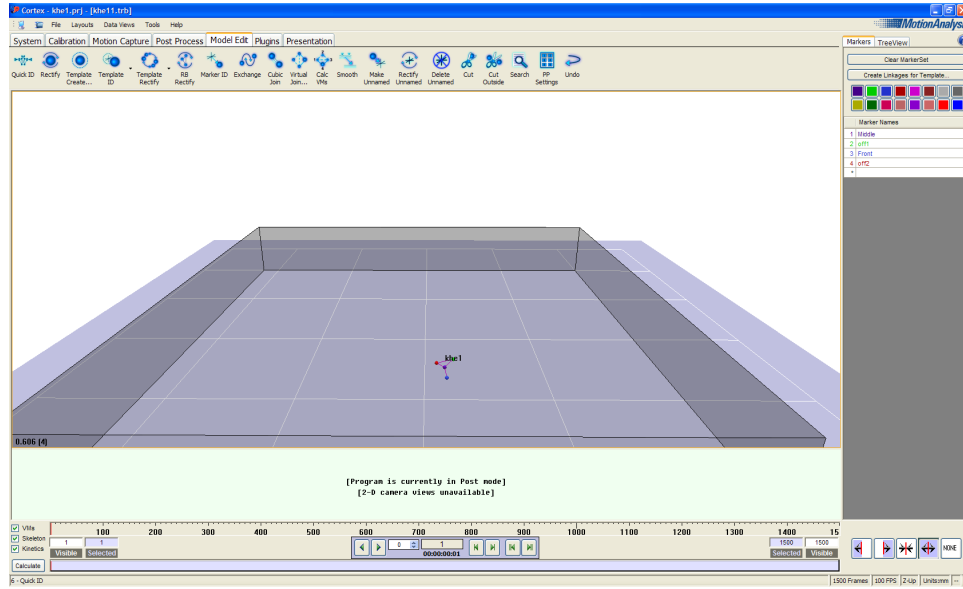 Cortex - khe1.prj - [khe11.trb]
File Layouts Data Views Tools Help
MotionAnalys
System Calibration Motion Capture Post Process Model Edit Plugins Presentation
Markers TreeView
Quick ID Rectify Template Create... Template ID Template Rectify RB Rectify Marker ID Exchange Cubic Join Virtual Join... Calc VMs Smooth Make Unnamed Rectify Unnamed Delete Unnamed Cut Cut Outside Search PP Settings Undo
Clear MarkerSet
Create Linkages for Template...
Marker Names
1 Middle
2 off1
3 Front
4 off2
*
khe1
0.606 (4)
[Program is currently in Post mode]
[2-D camera views unavailable]
VMs
Skeleton
Kinetics
100 200 300 400 500 600 700 800 900 1000 1100 1200 1300 1400 15
1 1
Visible Selected
0 1
00:00:00:01
1500 1500
Selected Visible
NONE
Calculate
6 - Quick ID
1500 Frames 100 FPS Z-Up Units:mm --